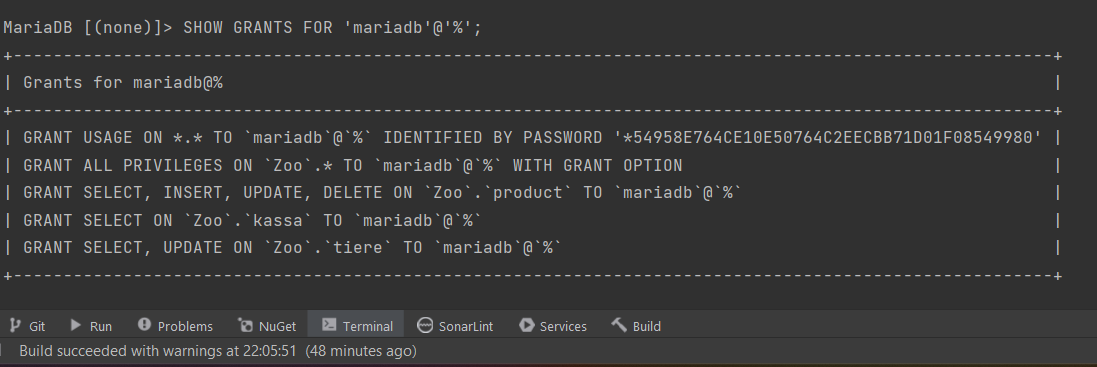 MariaDB [(none)]> SHOW GRANTS FOR 'mariadb'@'%';
+---------------------------------------------------------------------------------------------------------+
| Grants for mariadb@% |
+---------------------------------------------------------------------------------------------------------+
| GRANT USAGE ON *.* TO `mariadb`@`%` IDENTIFIED BY PASSWORD '*54958E764CE10E50764C2EECBB71D01F08549980' |
| GRANT ALL PRIVILEGES ON `Zoo`.* TO `mariadb`@`%` WITH GRANT OPTION |
| GRANT SELECT, INSERT, UPDATE, DELETE ON `Zoo`.`product` TO `mariadb`@`%` |
| GRANT SELECT ON `Zoo`.`kassa` TO `mariadb`@`%` |
| GRANT SELECT, UPDATE ON `Zoo`.`tiere` TO `mariadb`@`%` |
+---------------------------------------------------------------------------------------------------------+
Git Run Problems NuGet Terminal SonarLint Services Build
Build succeeded with warnings at 22:05:51 (48 minutes ago)